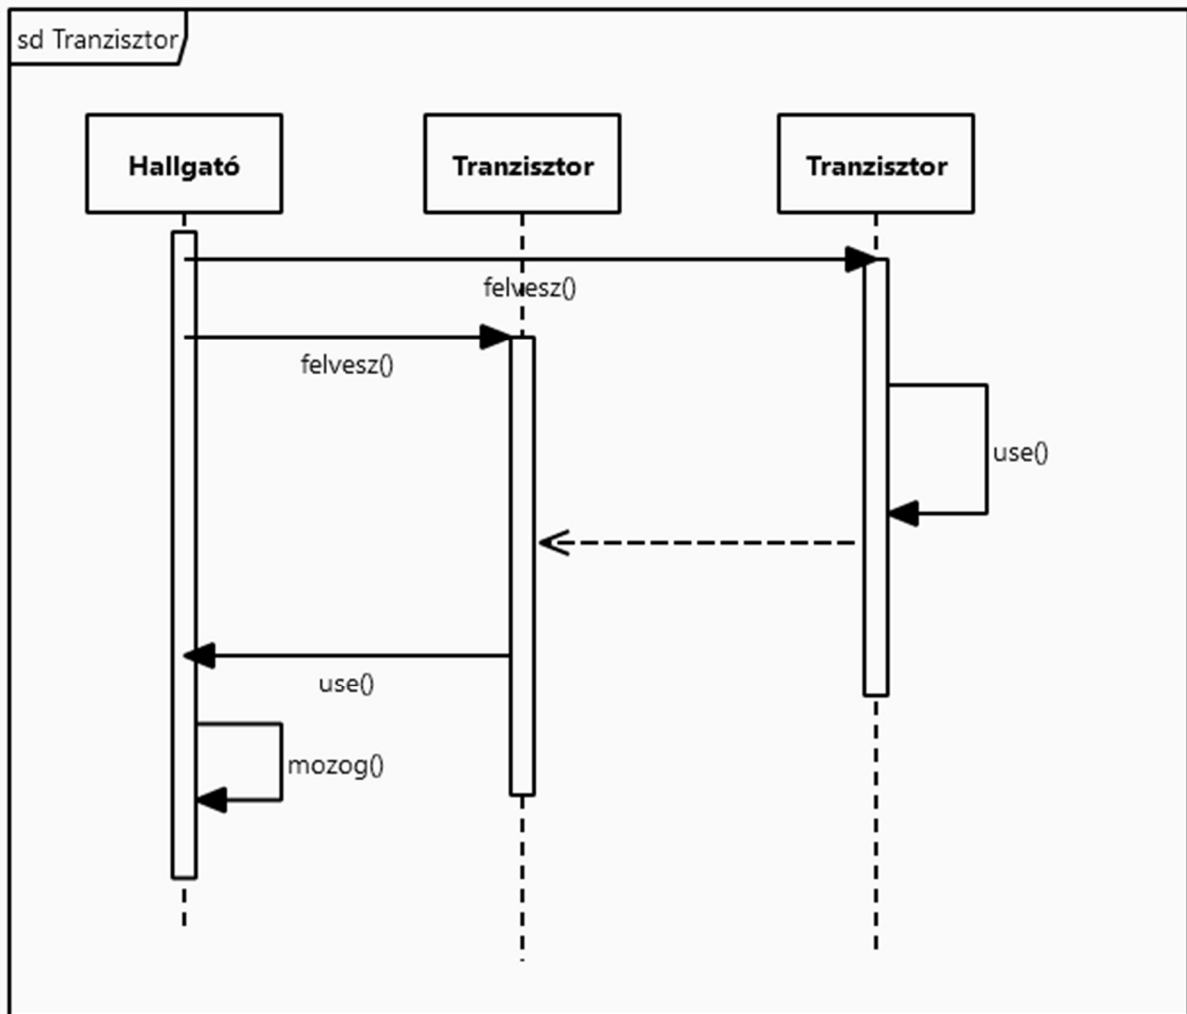 sd Tranzisztor
Hallgató
Tranzisztor
Tranzisztor
felvesz()
felvesz()
use()
use()
mozog()